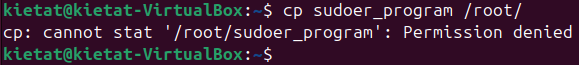 kietat@kietat-VirtualBox:~$ cp sudoer_program /root/
cp: cannot stat '/root/sudoer_program': Permission denied
kietat@kietat-VirtualBox:~$